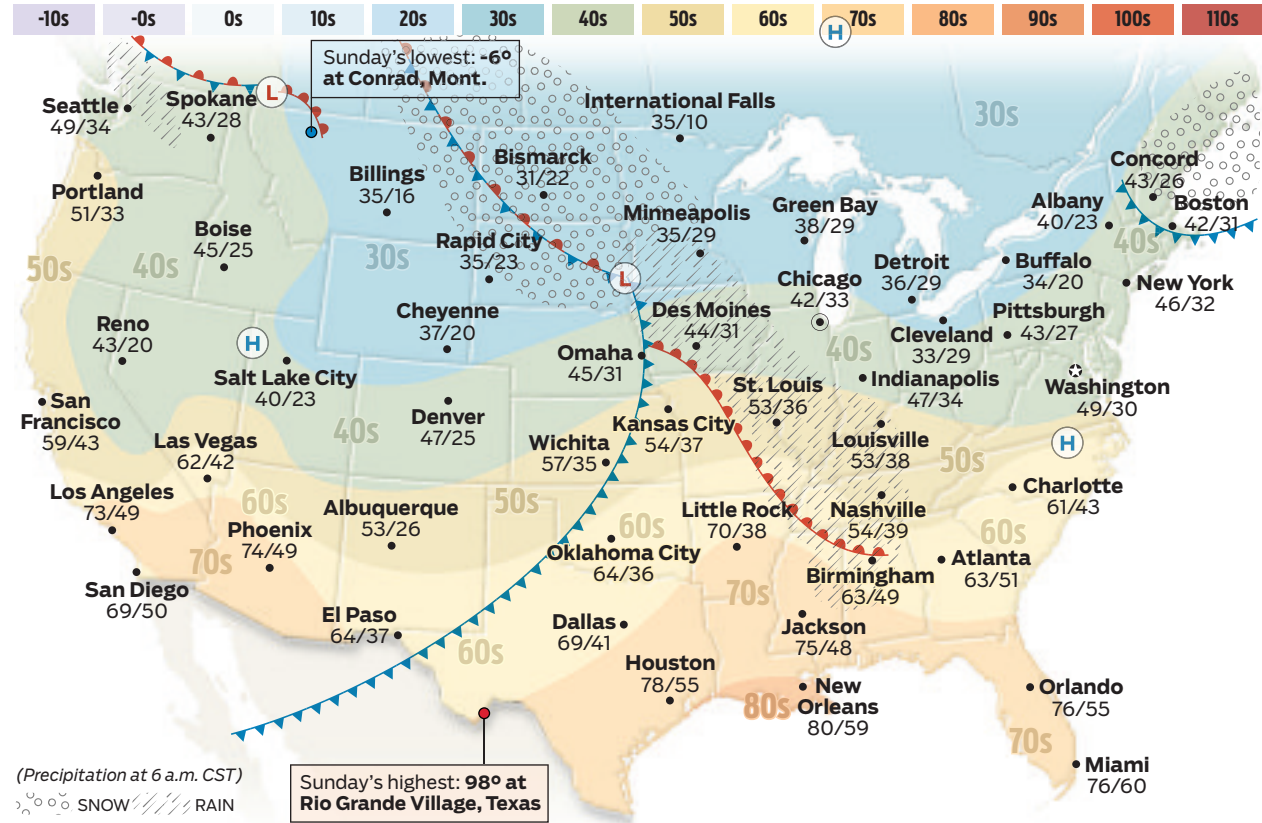 -10s -0s 0s 10s 20s 30s 40s 50s 60s 70s 80s 90s 100s 110s
H
Sunday's lowest: -6º
at Conrad, Mont.
L
Seattle
49/34
Spokane
43/28
International Falls
35/10
30s
Portland
51/33
Billings
35/16
Bismarck
31/22
Concord
43/26
Boise
45/25
Rapid City
35/23
Minneapolis
35/29
Green Bay
38/29
Albany
40/23
Boston
42/31
50s
40s
30s
40s
L
Chicago
42/33
Detroit
36/29
Buffalo
34/20
New York
46/32
Reno
43/20
H
Cheyenne
37/20
Des Moines
44/31
Cleveland
33/29
Pittsburgh
43/27
Salt Lake City
40/23
Omaha
45/31
40s
Indianapolis
47/34
Washington
49/30
San
Francisco
59/43
Denver
47/25
St. Louis
53/36
Kansas City
54/37
Las Vegas
62/42
40s
Wichita
57/35
Louisville
53/38
50s
H
Los Angeles
73/49
60s
Albuquerque
53/26
50s
Charlotte
61/43
Phoenix
74/49
60s
Little Rock
70/38
Nashville
54/39
60s
70s
Oklahoma City
64/36
Atlanta
63/51
San Diego
69/50
Birmingham
63/49
70s
El Paso
64/37
Dallas
69/41
Jackson
75/48
60s
Houston
78/55
80s
New
Orleans
80/59
Orlando
76/55
70s
Miami
76/60
Sunday's highest: 98º at
Rio Grande Village, Texas
(Precipitation at 6 a.m. CST)
SNOW RAIN